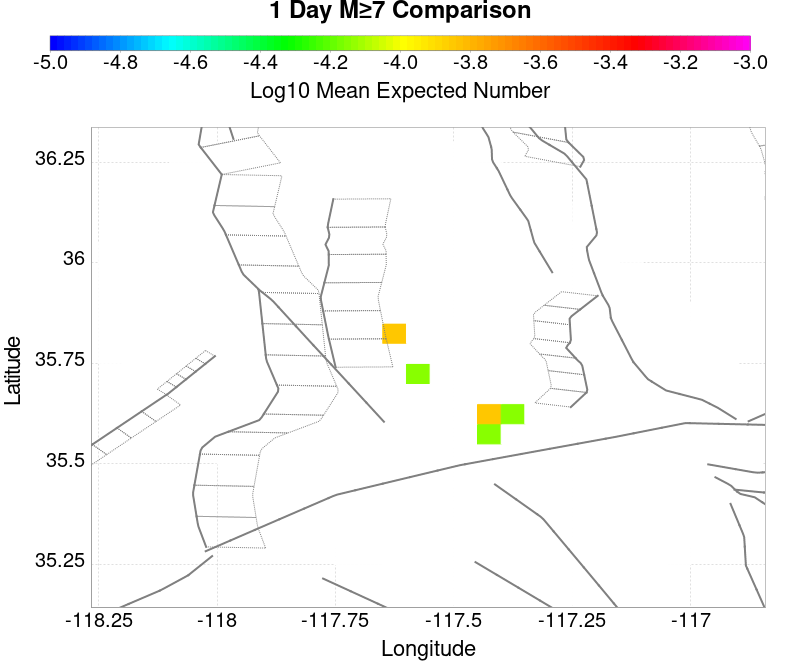 1 Day M≥7 Comparison
-5.0 -4.8 -4.6 -4.4 -4.2 -4.0 -3.8 -3.6 -3.4 -3.2 -3.0
Log10 Mean Expected Number
36.25
36
35.75
35.5
35.25
Latitude
-118.25 -118 -117.75 -117.5 -117.25 -117
Longitude